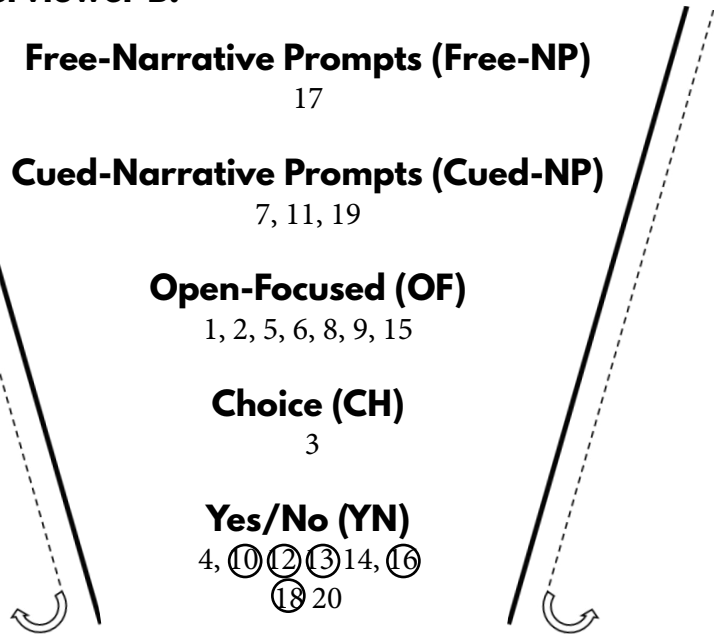 Free-Narrative Prompts (Free-NP)
17
Cued-Narrative Prompts (Cued-NP)
7, 11, 19
Open-Focused (OF)
1, 2, 5, 6, 8, 9, 15
Choice (CH)
3
Yes/No (YN)
4, 10 12 13 14, 16
18 20